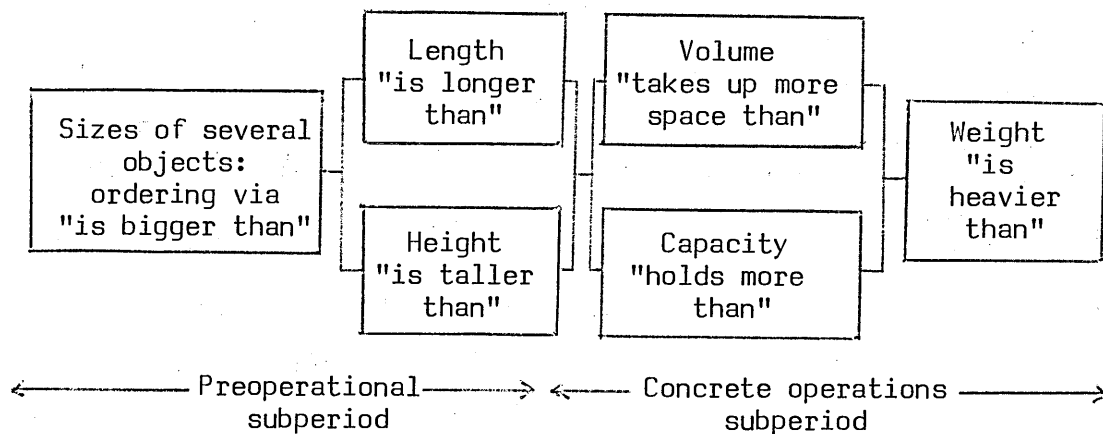 Sizes of several
objects:
ordering via
"is bigger than"
Length
"is longer
than"
Height
"is taller
than"
Volume
"takes up more
space than"
Capacity
"holds more
than"
Weight
"is
heavier
than"
Preoperational
subperiod
Concrete operations
subperiod